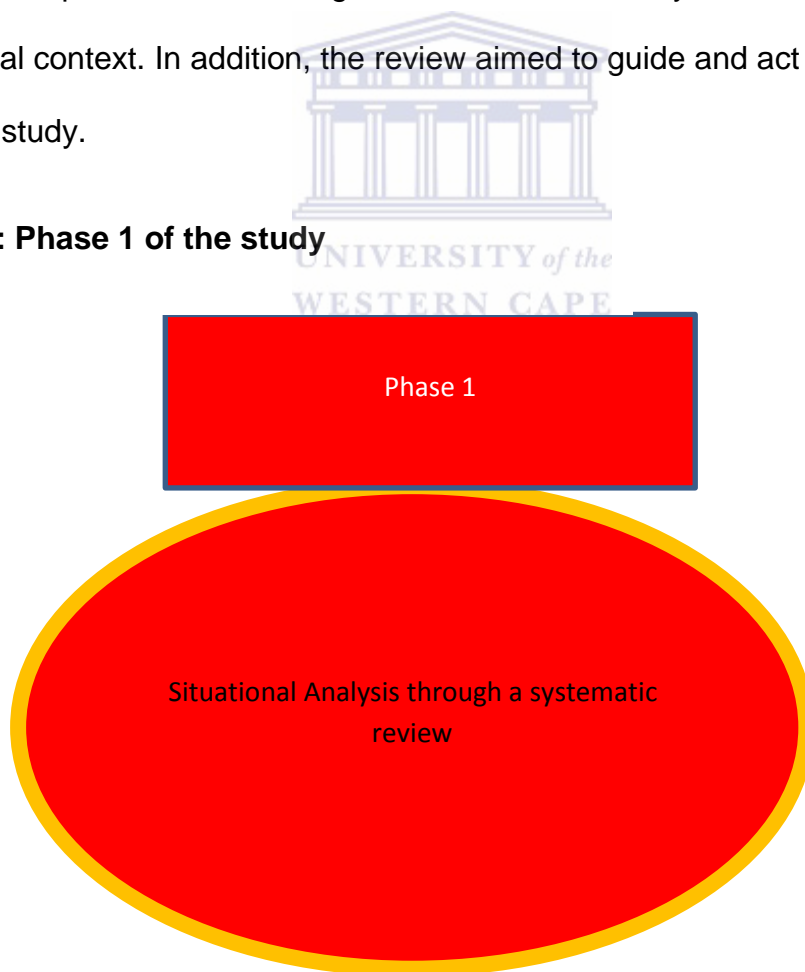 al context. In addition, the review aimed to guide and act
study.
: Phase 1 of the study
UNIVERSITY of the
WESTERN CAPE
Phase 1
Situational Analysis through a systematic
review